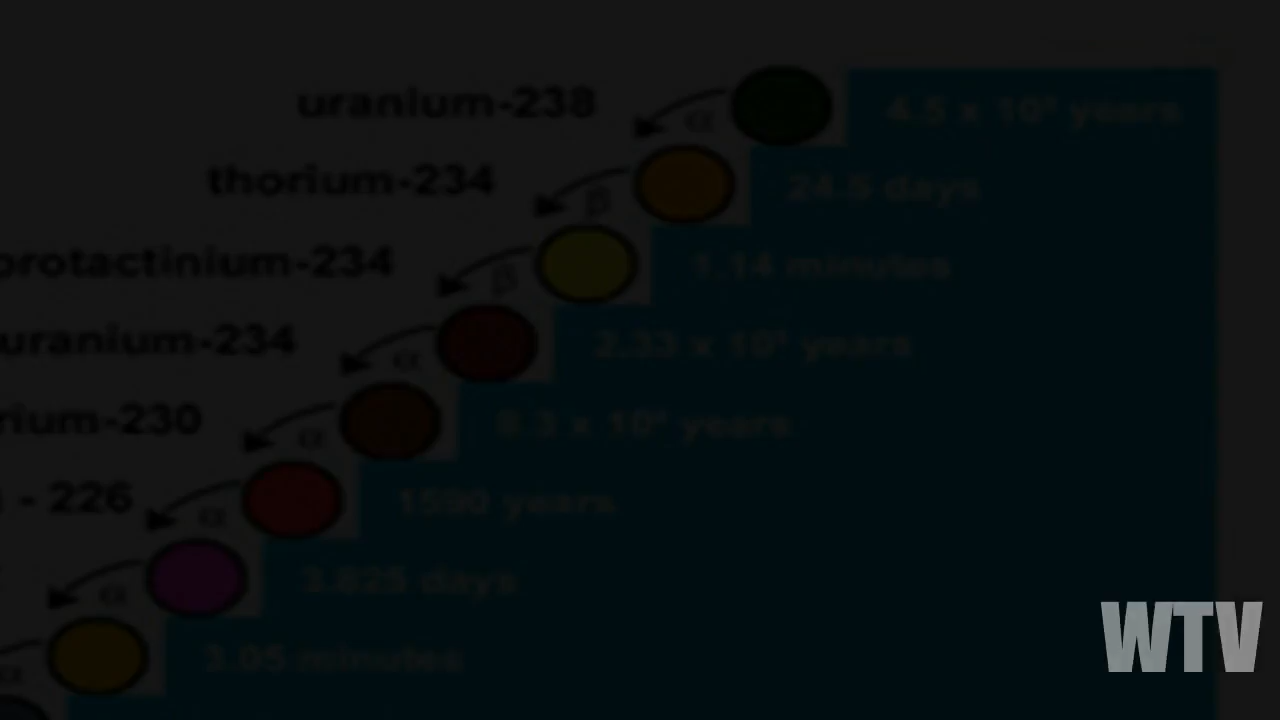 uranium-238 α 4.5 x 10⁹ years
thorium-234 β 24.5 days
protactinium-234 β 1.14 minutes
uranium-234 α 2.33 x 10⁵ years
rium-230 α 8.3 x 10⁴ years
- 226 α 1590 years
α 3.825 days
α 3.05 minutes
WTV